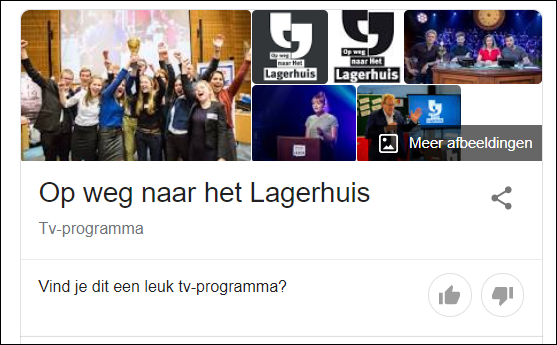 Op weg
naar Het
Lagerhuis
Op weg
naar Het
Lagerhuis
Meer afbeeldingen
Op weg naar het Lagerhuis
Tv-programma
Vind je dit een leuk tv-programma?